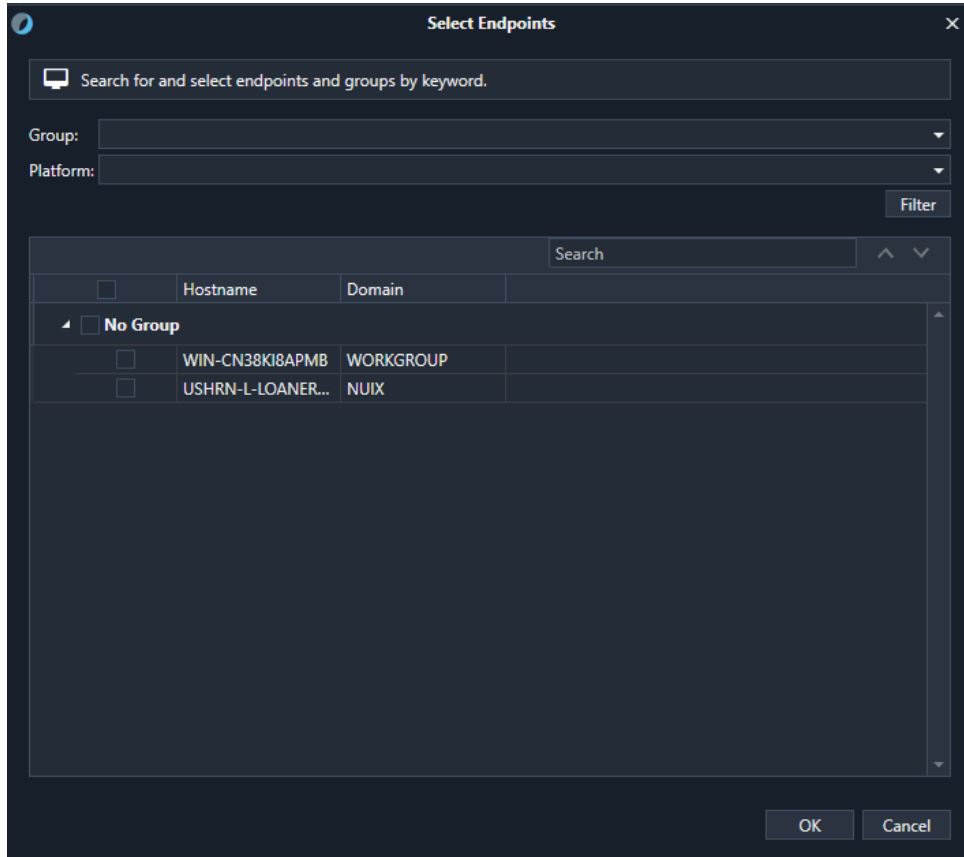 Select Endpoints
Search for and select endpoints and groups by keyword.
Group:
Platform:
Filter
Search
Hostname Domain
No Group
WIN-CN38KI8APMB WORKGROUP
USHRN-L-LOANER... NUIX
OK Cancel